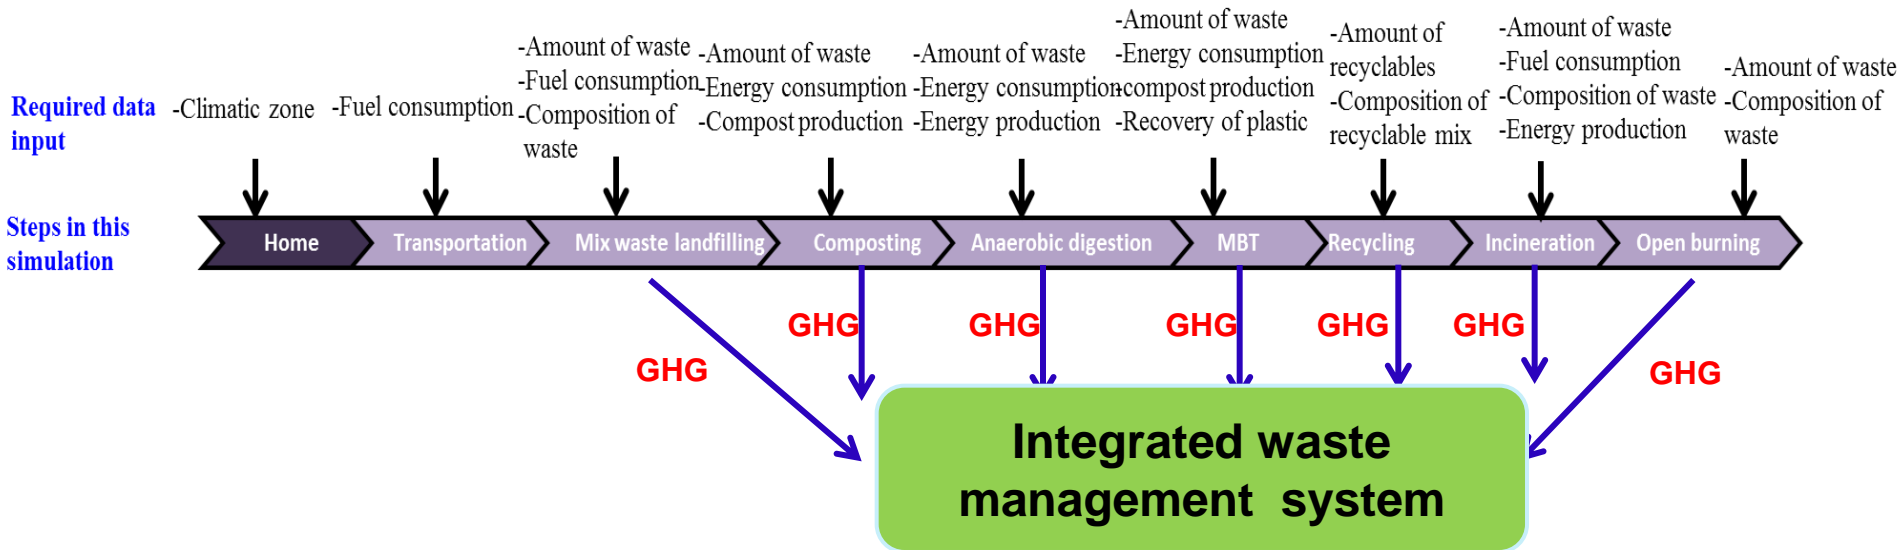 Required data
input
-Climatic zone
-Fuel consumption
-Amount of waste
-Fuel consumption
-Composition of
waste
-Amount of waste
-Energy consumption
-Compost production
-Amount of waste
-Energy consumption
-Energy production
-Amount of waste
-Energy consumption
-compost production
-Recovery of plastic
-Amount of
recyclables
-Composition of
recyclable mix
-Amount of waste
-Fuel consumption
-Composition of waste
-Energy production
-Amount of waste
-Composition of
waste
Steps in this
simulation
Home
Transportation
Mix waste landfilling
Composting
Anaerobic digestion
MBT
Recycling
Incineration
Open burning
GHG
GHG
GHG
GHG
GHG
GHG
GHG
Integrated waste
management system